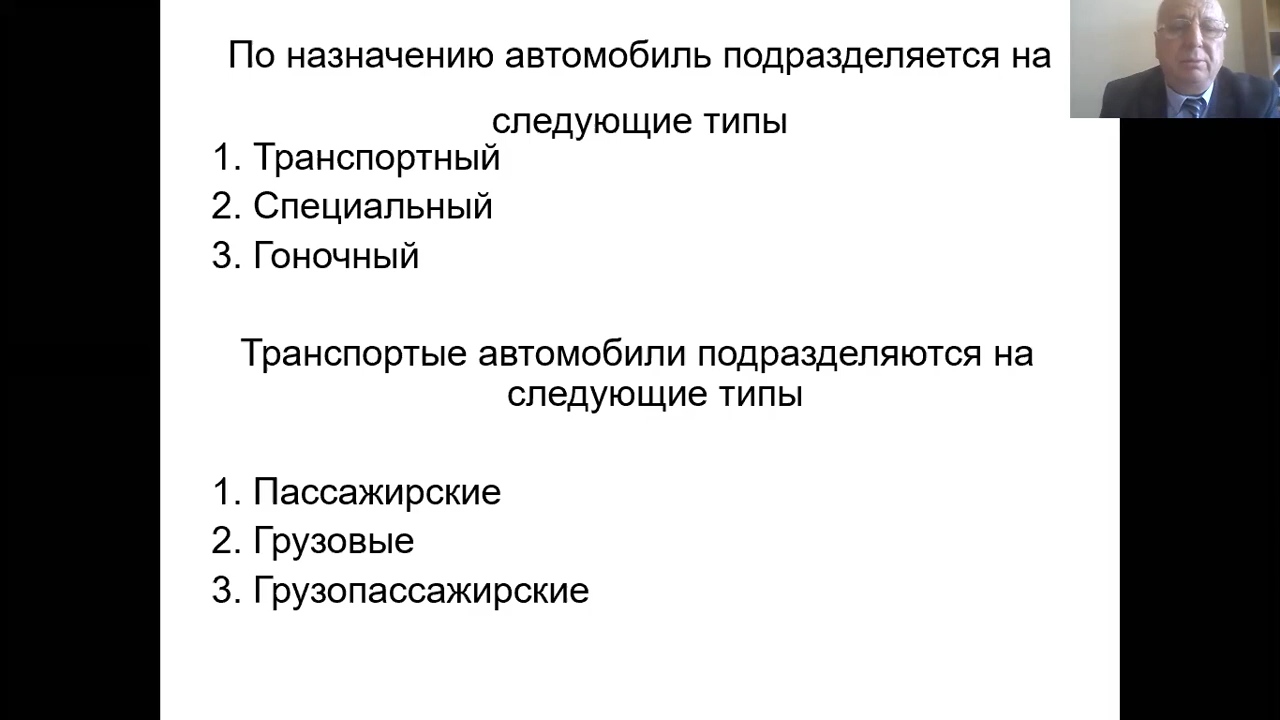 По назначению автомобиль подразделяется на
следующие типы
1. Транспортный
2. Специальный
3. Гоночный
Транспортые автомобили подразделяются на
следующие типы
1. Пассажирские
2. Грузовые
3. Грузопассажирские